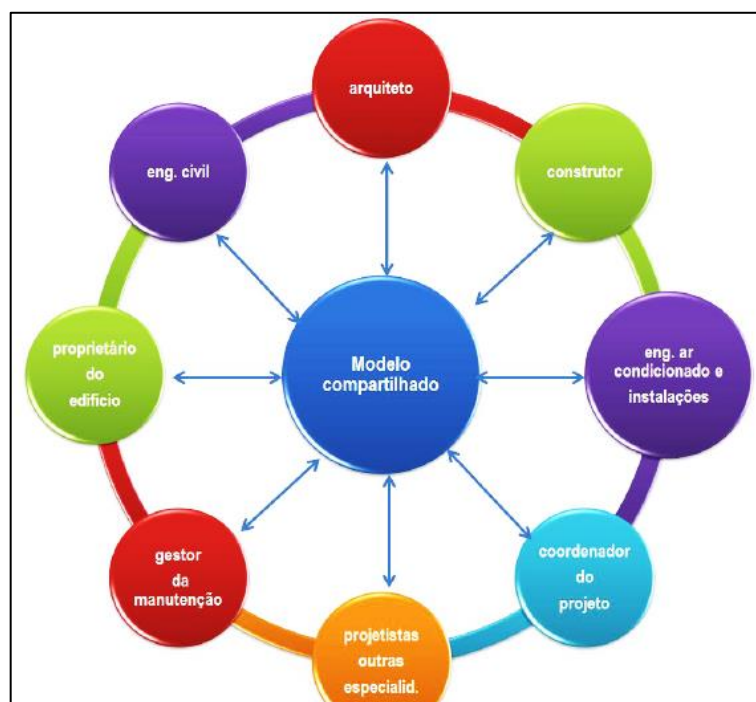 arquiteto
eng. civil
construtor
proprietário
do
edifício
Modelo
compartilhado
eng. ar
condicionado e
instalações
gestor
da
manutenção
coordenador
do
projeto
projetistas
outras
especialid.